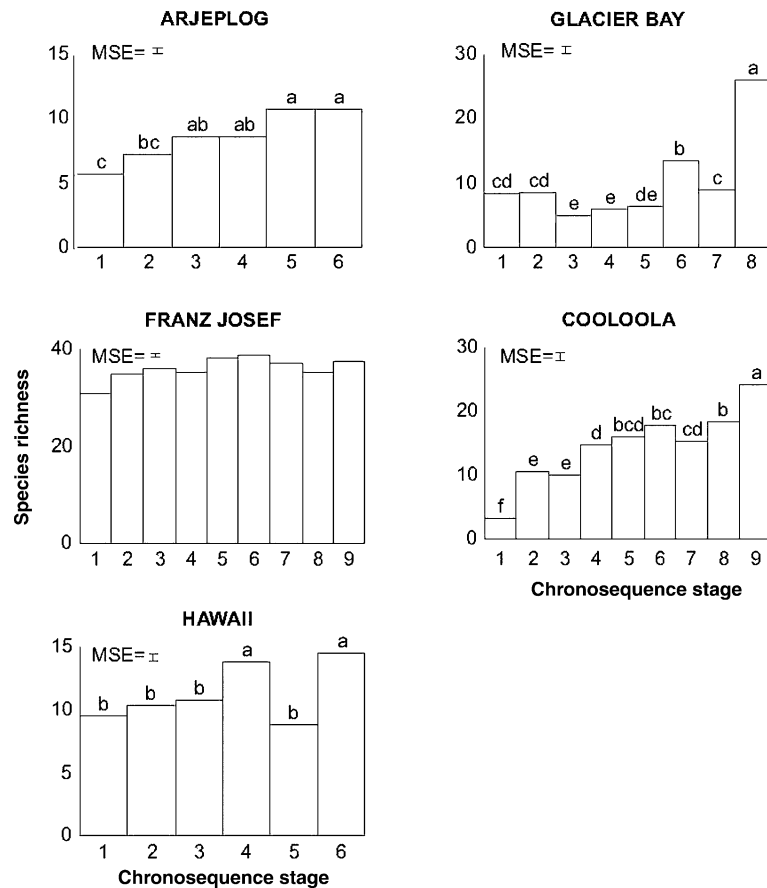 ARJEPLOG
15
10
5
0
MSE=
c
bc
ab
ab
a
a
1 2 3 4 5 6
GLACIER BAY
30
20
10
0
MSE=
cd
cd
e
e
de
b
c
a
1 2 3 4 5 6 7 8
FRANZ JOSEF
40
20
0
MSE=
1 2 3 4 5 6 7 8 9
Species richness
COOLOOLA
30
20
10
0
MSE=
f
e
e
d
bcd
bc
cd
b
a
1 2 3 4 5 6 7 8 9
Chronosequence stage
HAWAII
15
10
5
0
MSE=
b
b
b
a
b
a
1 2 3 4 5 6
Chronosequence stage